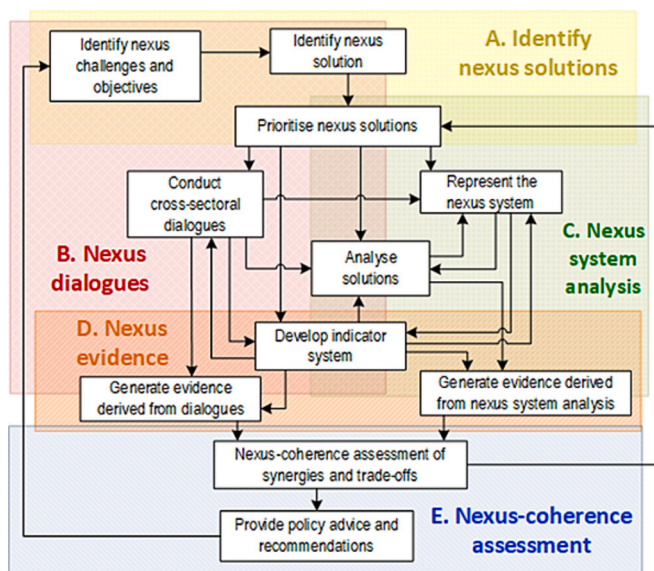 Identify nexus
challenges and
objectives
Identify nexus
solution
A. Identify
nexus solutions
Prioritise nexus solutions
Conduct
cross-sectoral
dialogues
Represent the
nexus system
B. Nexus
dialogues
Analyse
solutions
C. Nexus
system
analysis
D. Nexus
evidence
Develop indicator
system
Generate evidence
derived from dialogues
Generate evidence derived
from nexus system analysis
Nexus-coherence assessment of
synergies and trade-offs
Provide policy advice and
recommendations
E. Nexus-coherence
assessment